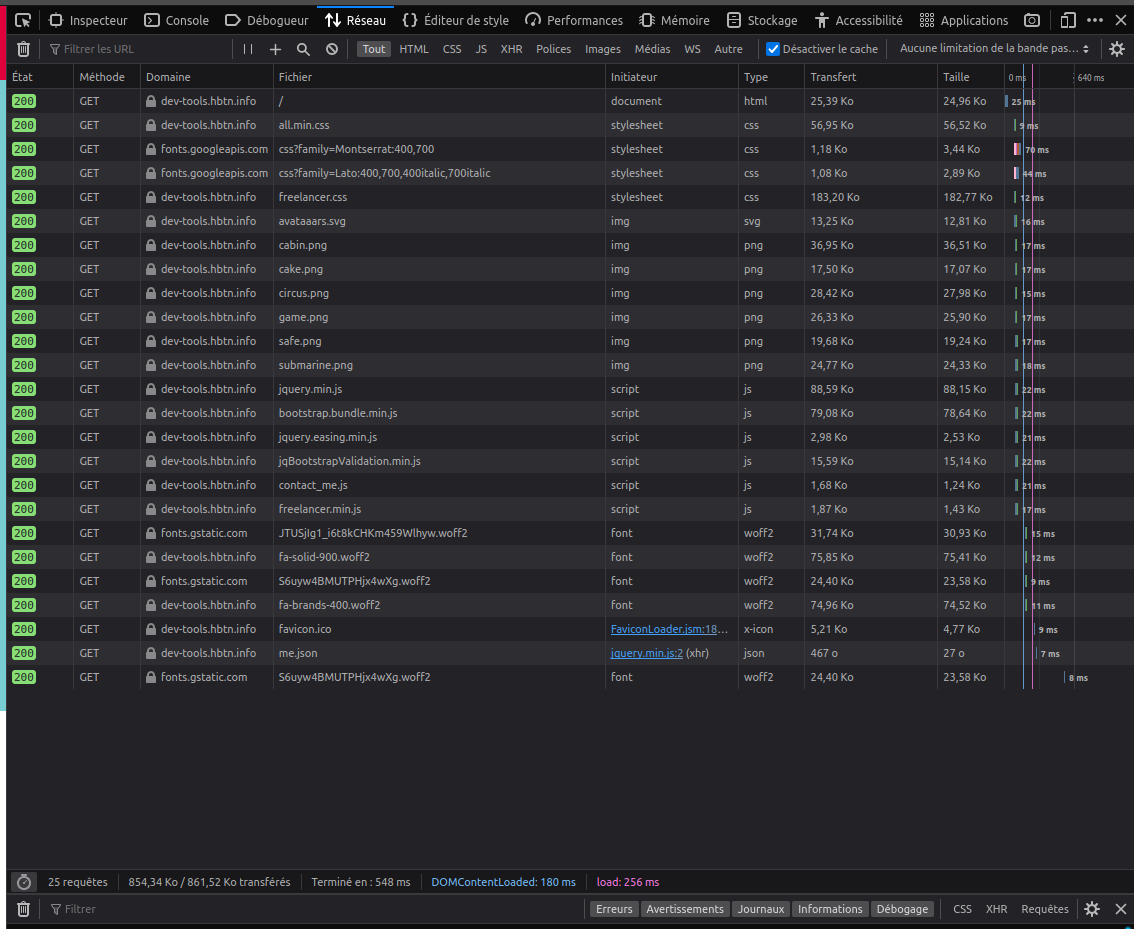 Inspecteur Console Débogueur Réseau Éditeur de style Performances Mémoire Stockage Accessibilité Applications
Filtrer les URL Tout HTML CSS JS XHR Polices Images Médias WS Autre Désactiver le cache Aucune limitation de la bande pas…
État Méthode Domaine Fichier Initiateur Type Transfert Taille 0 ms 640 ms
200 GET dev-tools.hbtn.info / document html 25,39 Ko 24,96 Ko 25 ms
200 GET dev-tools.hbtn.info all.min.css stylesheet css 56,95 Ko 56,52 Ko 9 ms
200 GET fonts.googleapis.com css?family=Montserrat:400,700 stylesheet css 1,18 Ko 3,44 Ko 70 ms
200 GET fonts.googleapis.com css?family=Lato:400,700,400italic,700italic stylesheet css 1,08 Ko 2,89 Ko 44 ms
200 GET dev-tools.hbtn.info freelancer.css stylesheet css 183,20 Ko 182,77 Ko 12 ms
200 GET dev-tools.hbtn.info avataaars.svg img svg 13,25 Ko 12,81 Ko 16 ms
200 GET dev-tools.hbtn.info cabin.png img png 36,95 Ko 36,51 Ko 17 ms
200 GET dev-tools.hbtn.info cake.png img png 17,50 Ko 17,07 Ko 17 ms
200 GET dev-tools.hbtn.info circus.png img png 28,42 Ko 27,98 Ko 15 ms
200 GET dev-tools.hbtn.info game.png img png 26,33 Ko 25,90 Ko 17 ms
200 GET dev-tools.hbtn.info safe.png img png 19,68 Ko 19,24 Ko 17 ms
200 GET dev-tools.hbtn.info submarine.png img png 24,77 Ko 24,33 Ko 18 ms
200 GET dev-tools.hbtn.info jquery.min.js script js 88,59 Ko 88,15 Ko 22 ms
200 GET dev-tools.hbtn.info bootstrap.bundle.min.js script js 79,08 Ko 78,64 Ko 22 ms
200 GET dev-tools.hbtn.info jquery.easing.min.js script js 2,98 Ko 2,53 Ko 21 ms
200 GET dev-tools.hbtn.info jqBootstrapValidation.min.js script js 15,59 Ko 15,14 Ko 22 ms
200 GET dev-tools.hbtn.info contact_me.js script js 1,68 Ko 1,24 Ko 21 ms
200 GET dev-tools.hbtn.info freelancer.min.js script js 1,87 Ko 1,43 Ko 17 ms
200 GET fonts.gstatic.com JTUSjIg1_i6t8kCHKm459Wlhyw.woff2 font woff2 31,74 Ko 30,93 Ko 15 ms
200 GET dev-tools.hbtn.info fa-solid-900.woff2 font woff2 75,85 Ko 75,41 Ko 12 ms
200 GET fonts.gstatic.com S6uyw4BMUTPHjx4wXg.woff2 font woff2 24,40 Ko 23,58 Ko 9 ms
200 GET dev-tools.hbtn.info fa-brands-400.woff2 font woff2 74,96 Ko 74,52 Ko 11 ms
200 GET dev-tools.hbtn.info favicon.ico FaviconLoader.jsm:18… x-icon 5,21 Ko 4,77 Ko 9 ms
200 GET dev-tools.hbtn.info me.json jquery.min.js:2 (xhr) json 467 o 27 o 7 ms
200 GET fonts.gstatic.com S6uyw4BMUTPHjx4wXg.woff2 font woff2 24,40 Ko 23,58 Ko 8 ms
25 requêtes 854,34 Ko / 861,52 Ko transférés Terminé en : 548 ms DOMContentLoaded: 180 ms load: 256 ms
Filtrer Erreurs Avertissements Journaux Informations Débogage CSS XHR Requêtes